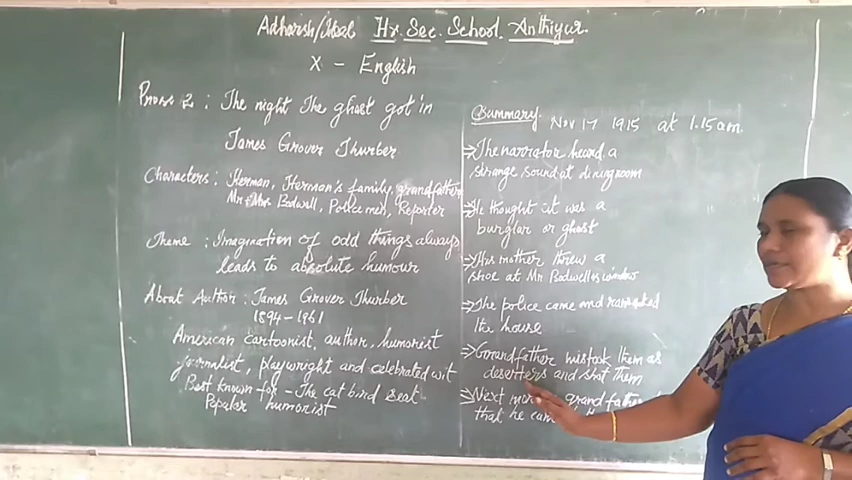 Adharsh/Ideal Hr. Sec. School. Anthiyur.
X - English
Prose 2 : The night The ghost got in
James Grover Thurber
Characters : Herman, Herman's family, grandfather
Mr & Mrs Bodwell, Policemen, Reporter
Theme : Imagination of odd things always
leads to absolute humour
About Author : James Grover Thurber
1894 - 1961
American cartoonist, author, humorist
journalist, playwright and celebrated wit
Best known for - The cat bird seat
Popular humorist
Summary. Nov 17 1915 at 1.15 am.
The narrator heard a
strange sound at diningroom
He thought it was a
burglar or ghost
His mother threw a
shoe at Mr Bodwell's window
The police came and ransacked
the house
Grandfather mistook them as
deserters and shot them
Next grandfather
that he